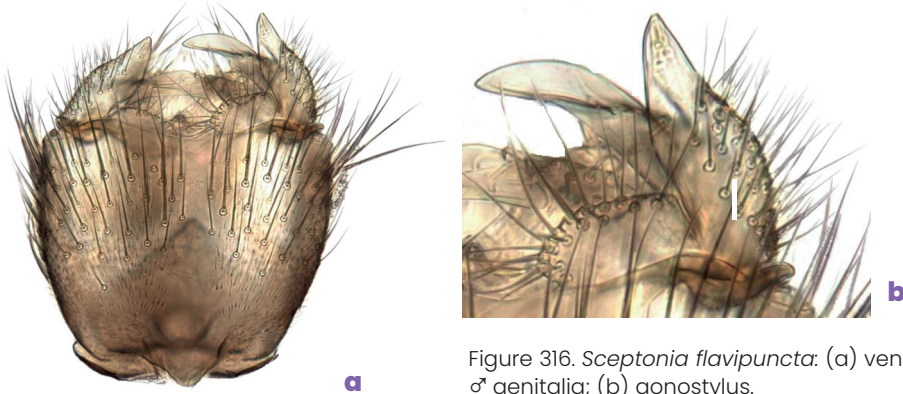 a
b
Figure 316. Sceptonia flavipuncta: (a) ven
♂ genitalia; (b) gonostylus.